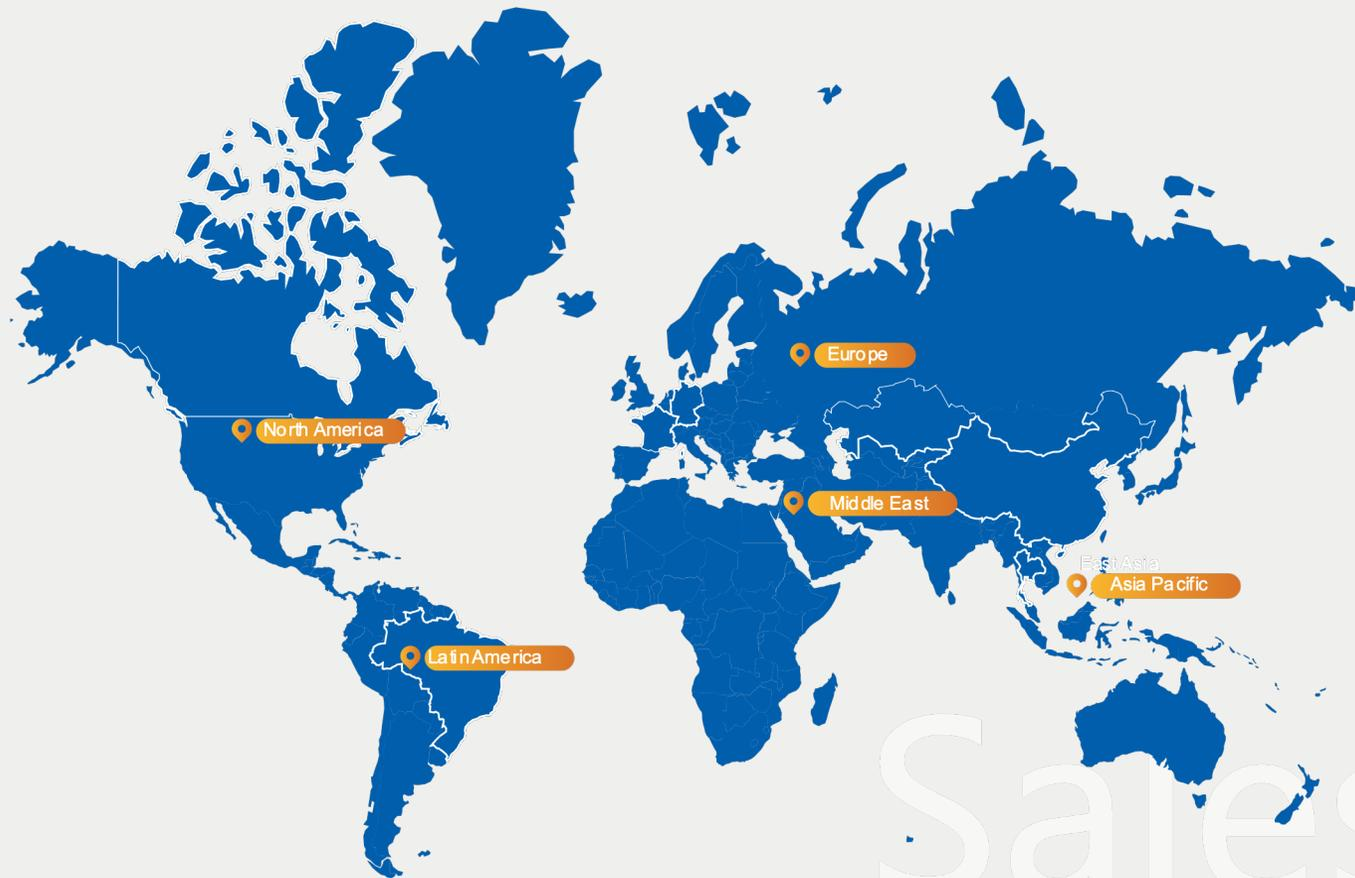 Europe
North America
Middle East
East Asia
Asia Pacific
Latin America
Sales